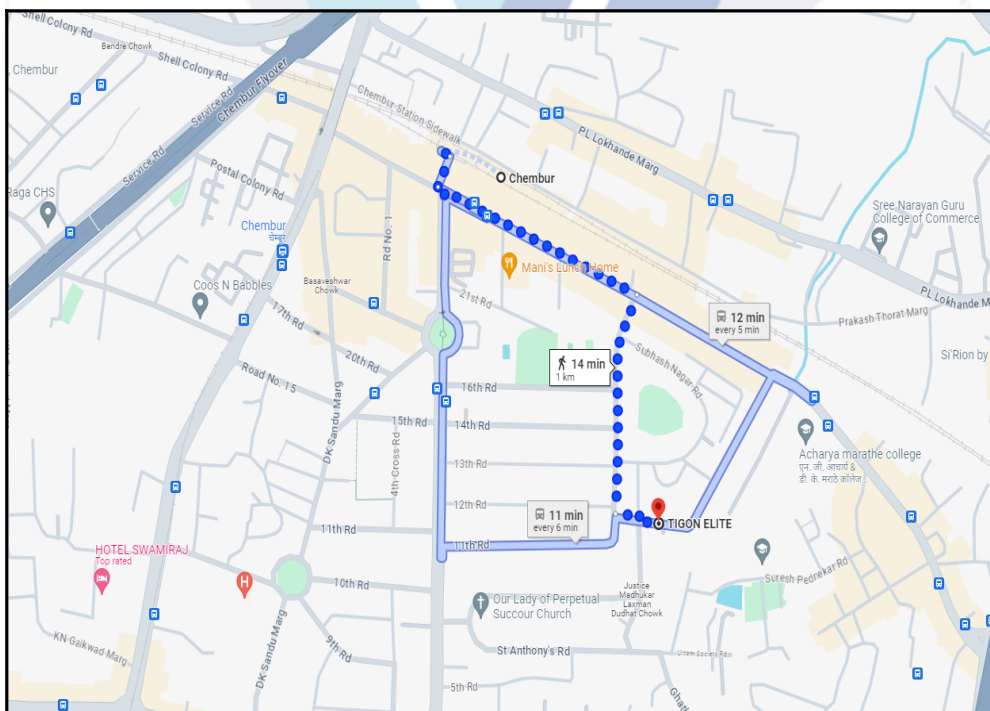 Shell Colony Rd
Bendre Chowk
Shell Colony Rd
, Chembur
Service Rd
Chembur Flyover
Service Rd
Chembur Station Sidewalk
PL Lokhande Marg
Postal Colony Rd
Chembur
Raga CHS
Rd No. 1
Sree Narayan Guru
College of Commerce
Chembur
चेंबूर
Mani's Lunch Home
Basaveshwar
Chowk
Coos N Babbles
21st Rd
PL Lokhande
Prakash Thorat Marg
17th Rd
12 min
every 5 min
20th Rd
Subhash Nagar Rd
Si'Rion by
14 min
1 km
Road No. 15
16th Rd
DK Sandu Marg
15th Rd
14th Rd
4th Cross Rd
Acharya marathe college
एन. जी. आचार्य &
डी. के. मराठे कॉलेज
13th Rd
12th Rd
11 min
every 6 min
TIGON ELITE
11th Rd
11th Rd
HOTEL SWAMIRAJ
Top rated
H
10th Rd
Suresh Pedrekar Rd
Justice
Madhukar
Laxman
Dudhat Chowk
Our Lady of Perpetual
Succour Church
KN Gaikwad Marg
DK Sandu Marg
9th Rd
St Anthony's Rd
Uttam Society Rd
5th Rd